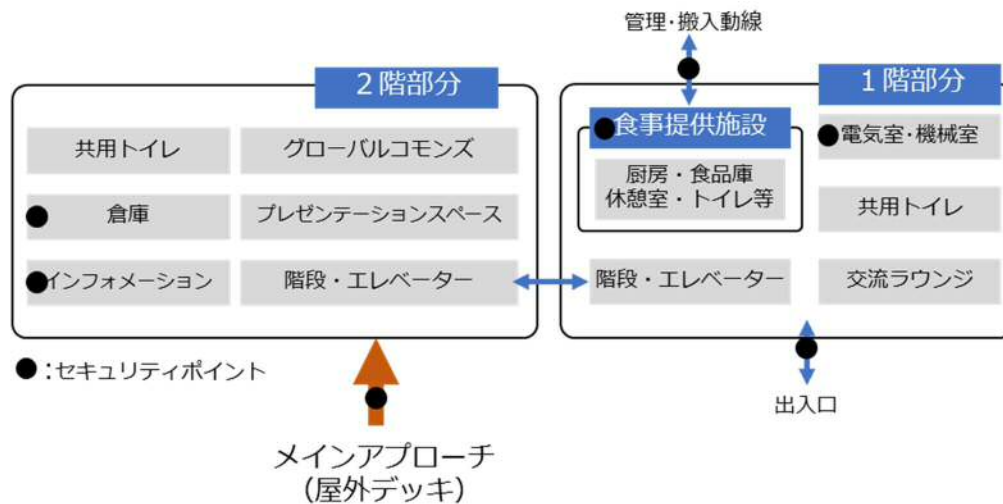 管理・搬入動線
２階部分
１階部分
共用トイレ
グローバルコモンズ
倉庫
プレゼンテーションスペース
インフォメーション
階段・エレベーター
食事提供施設
厨房・食品庫
休憩室・トイレ等
電気室・機械室
共用トイレ
階段・エレベーター
交流ラウンジ
●：セキュリティポイント
出入口
メインアプローチ
（屋外デッキ）